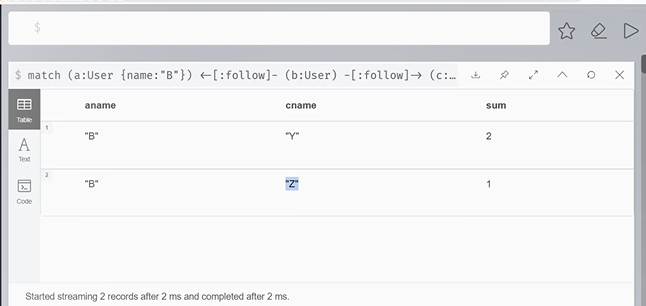 $
$ match (a:User {name:"B"}) <-[:follow]- (b:User) -[:follow]-> (c:…
aname cname sum
Table
1
"B" "Y" 2
Text
2
"B" "Z" 1
Code
Started streaming 2 records after 2 ms and completed after 2 ms.